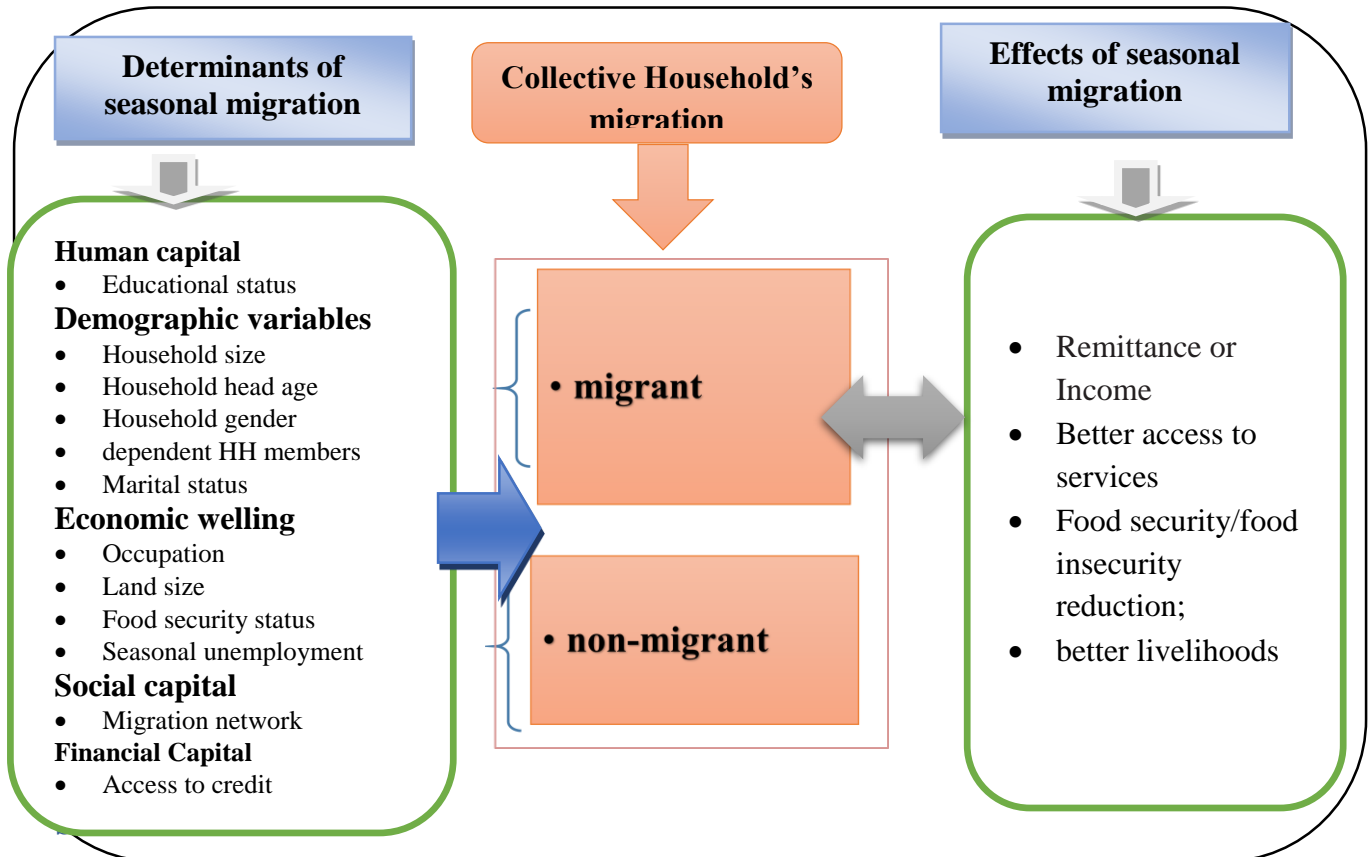 Determinants of
seasonal migration
Collective Household's
migration
Effects of seasonal
migration
Human capital
• Educational status
Demographic variables
• Household size
• Household head age
• Household gender
• dependent HH members
• Marital status
Economic welling
• Occupation
• Land size
• Food security status
• Seasonal unemployment
Social capital
• Migration network
Financial Capital
• Access to credit
• migrant
• non-migrant
• Remittance or
Income
• Better access to
services
• Food security/food
insecurity
reduction;
• better livelihoods